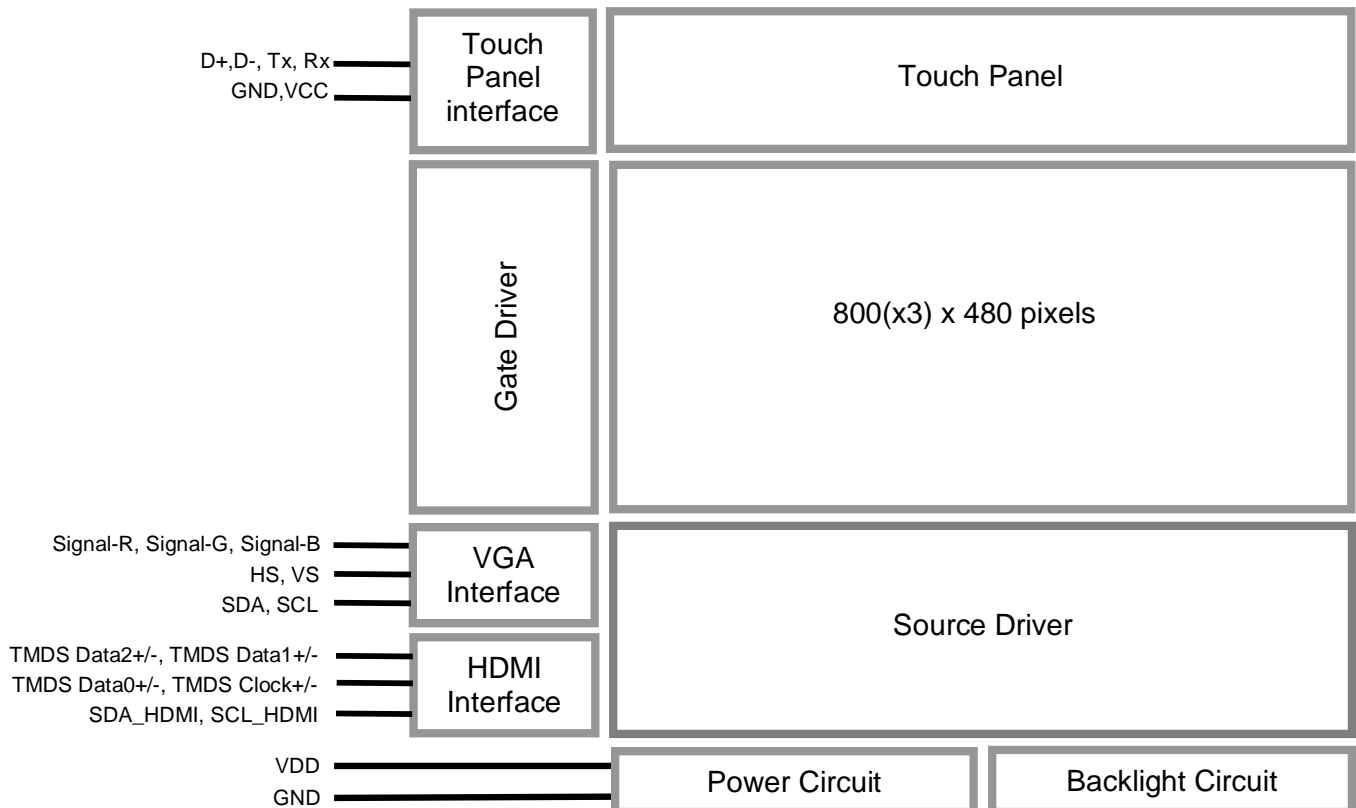 D+,D-, Tx, Rx
GND,VCC
Touch
Panel
interface
Touch Panel
Gate Driver
800(x3) x 480 pixels
Signal-R, Signal-G, Signal-B
HS, VS
SDA, SCL
VGA
Interface
Source Driver
TMDS Data2+/-, TMDS Data1+/-
TMDS Data0+/-, TMDS Clock+/-
SDA_HDMI, SCL_HDMI
HDMI
Interface
VDD
GND
Power Circuit
Backlight Circuit